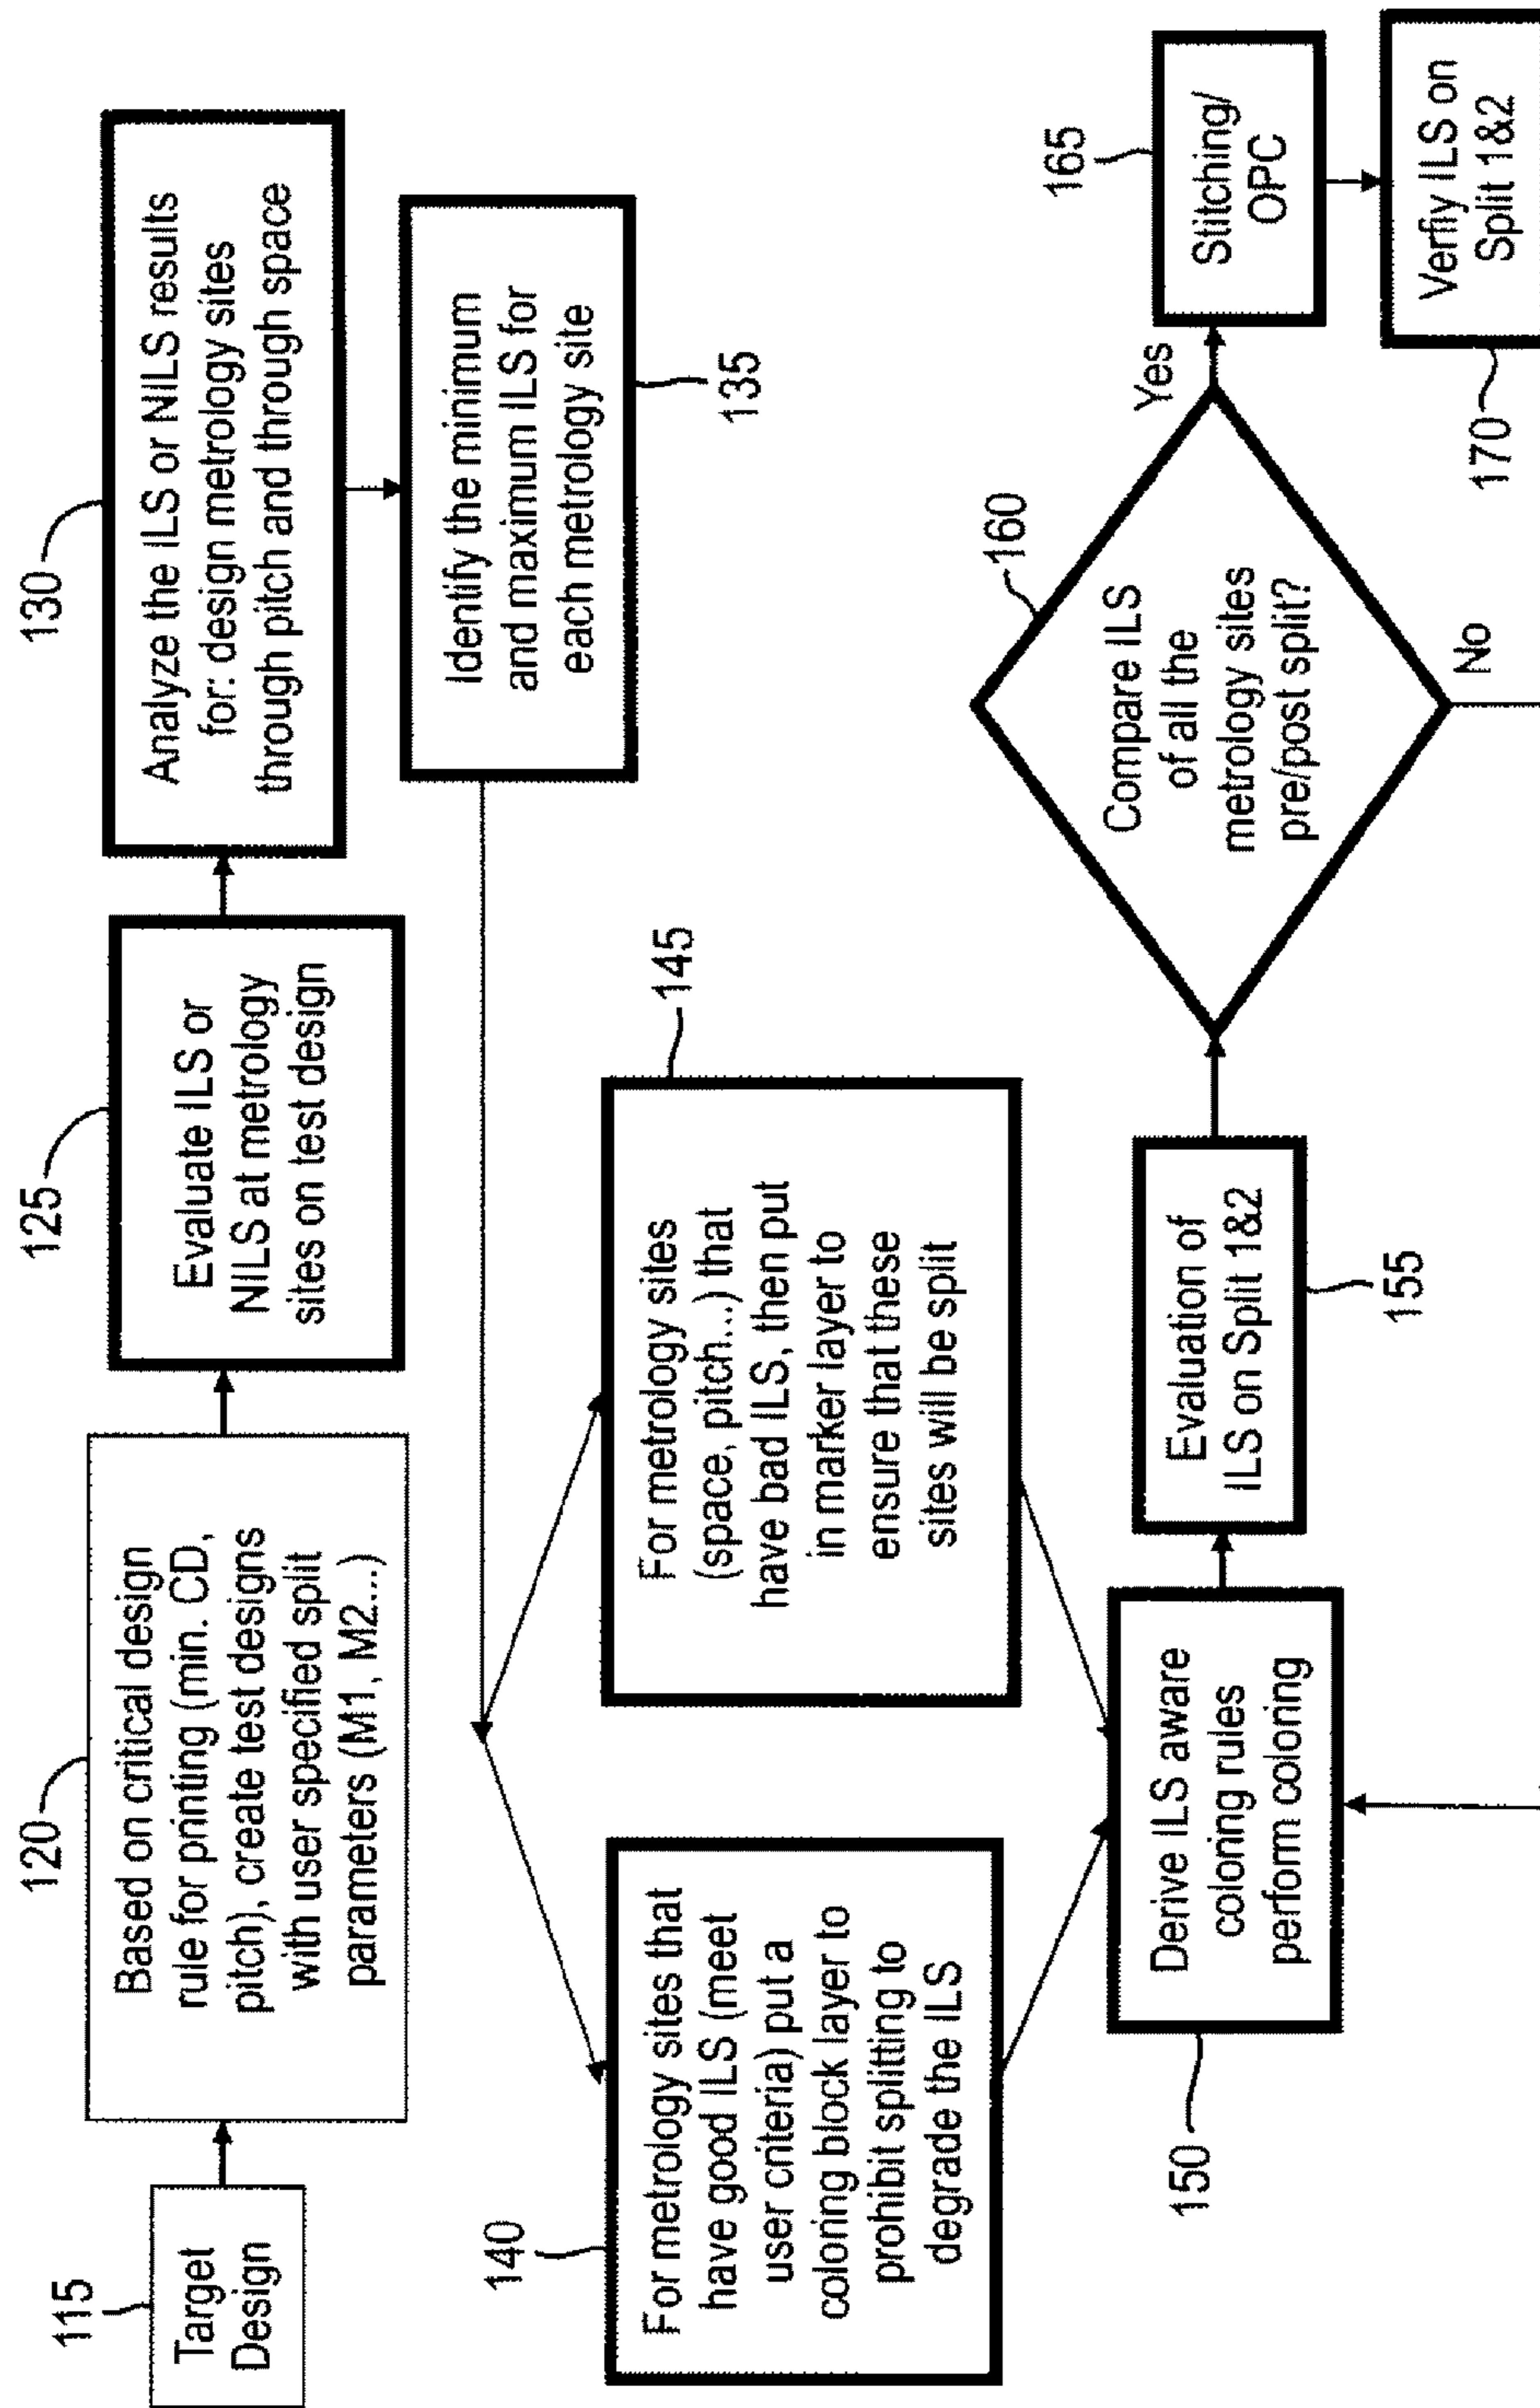 115
Target
Design
120
Based on critical design
rule for printing (min. CD,
pitch), create test designs
with user specified split
parameters (M1, M2...)
125
Evaluate ILS or
NILS at metrology
sites on test design
130
Analyze the ILS or NILS results
for: design metrology sites
through pitch and through space
Identify the minimum
and maximum ILS for
each metrology site
135
140
For metrology sites that
have good ILS (meet
user criteria) put a
coloring block layer to
prohibit splitting to
degrade the ILS
145
For metrology sites
(space, pitch...) that
have bad ILS, then put
in marker layer to
ensure that these
sites will be split
150
Derive ILS aware
coloring rules
perform coloring
Evaluation of
ILS on Split 1&2
155
160
Compare ILS
of all the
metrology sites
pre/post split?
Yes
No
165
Stitching/
OPC
Verfiy ILS on
Split 1&2
170